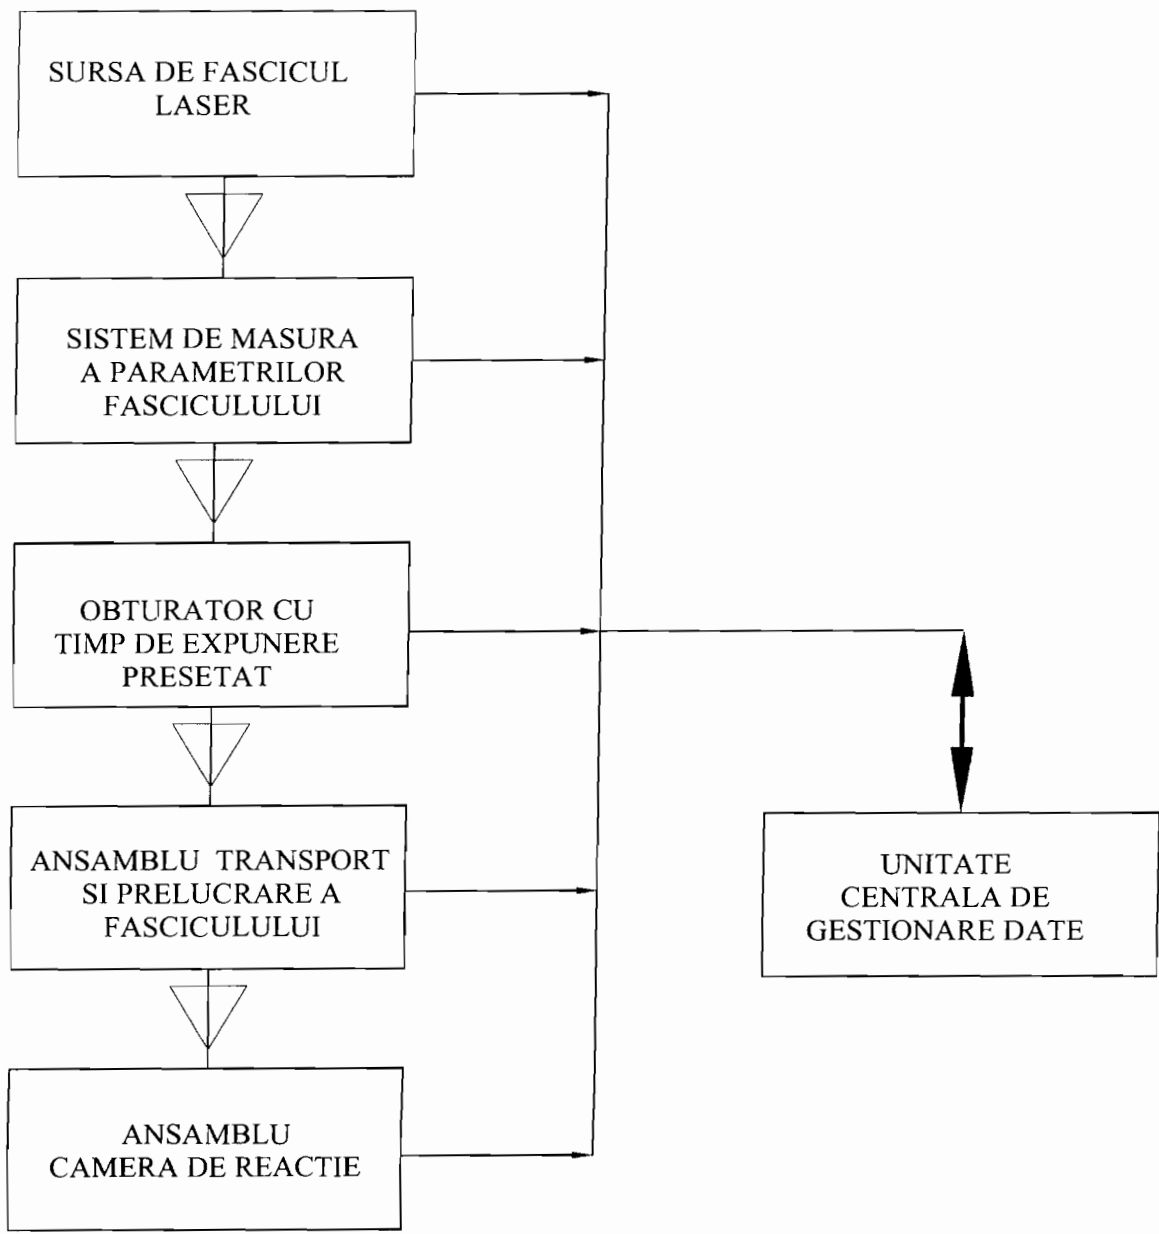 SURSA DE FASCICUL
LASER
SISTEM DE MASURA
A PARAMETRILOR
FASCICULULUI
OBTURATOR CU
TIMP DE EXPUNERE
PRESETAT
ANSAMBLU TRANSPORT
SI PRELUCRARE A
FASCICULULUI
UNITATE
CENTRALA DE
GESTIONARE DATE
ANSAMBLU
CAMERA DE REACTIE